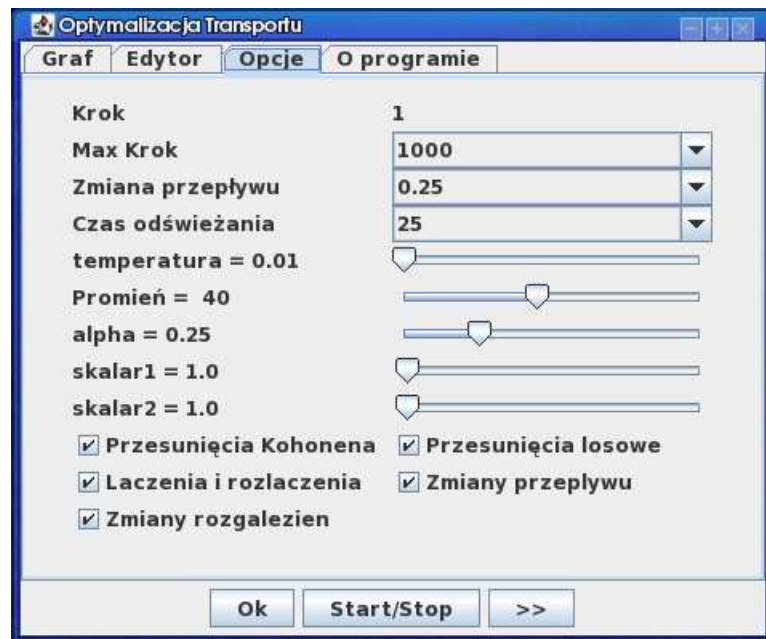 Optymalizacja Transportu
Graf Edytor Opcje O programie
Krok 1
Max Krok 1000
Zmiana przepływu 0.25
Czas odświeżania 25
temperatura = 0.01
Promień = 40
alpha = 0.25
skalar1 = 1.0
skalar2 = 1.0
Przesunięcia Kohonena Przesunięcia losowe
Laczenia i rozlaczenia Zmiany przeplywu
Zmiany rozgalezien
Ok Start/Stop >>